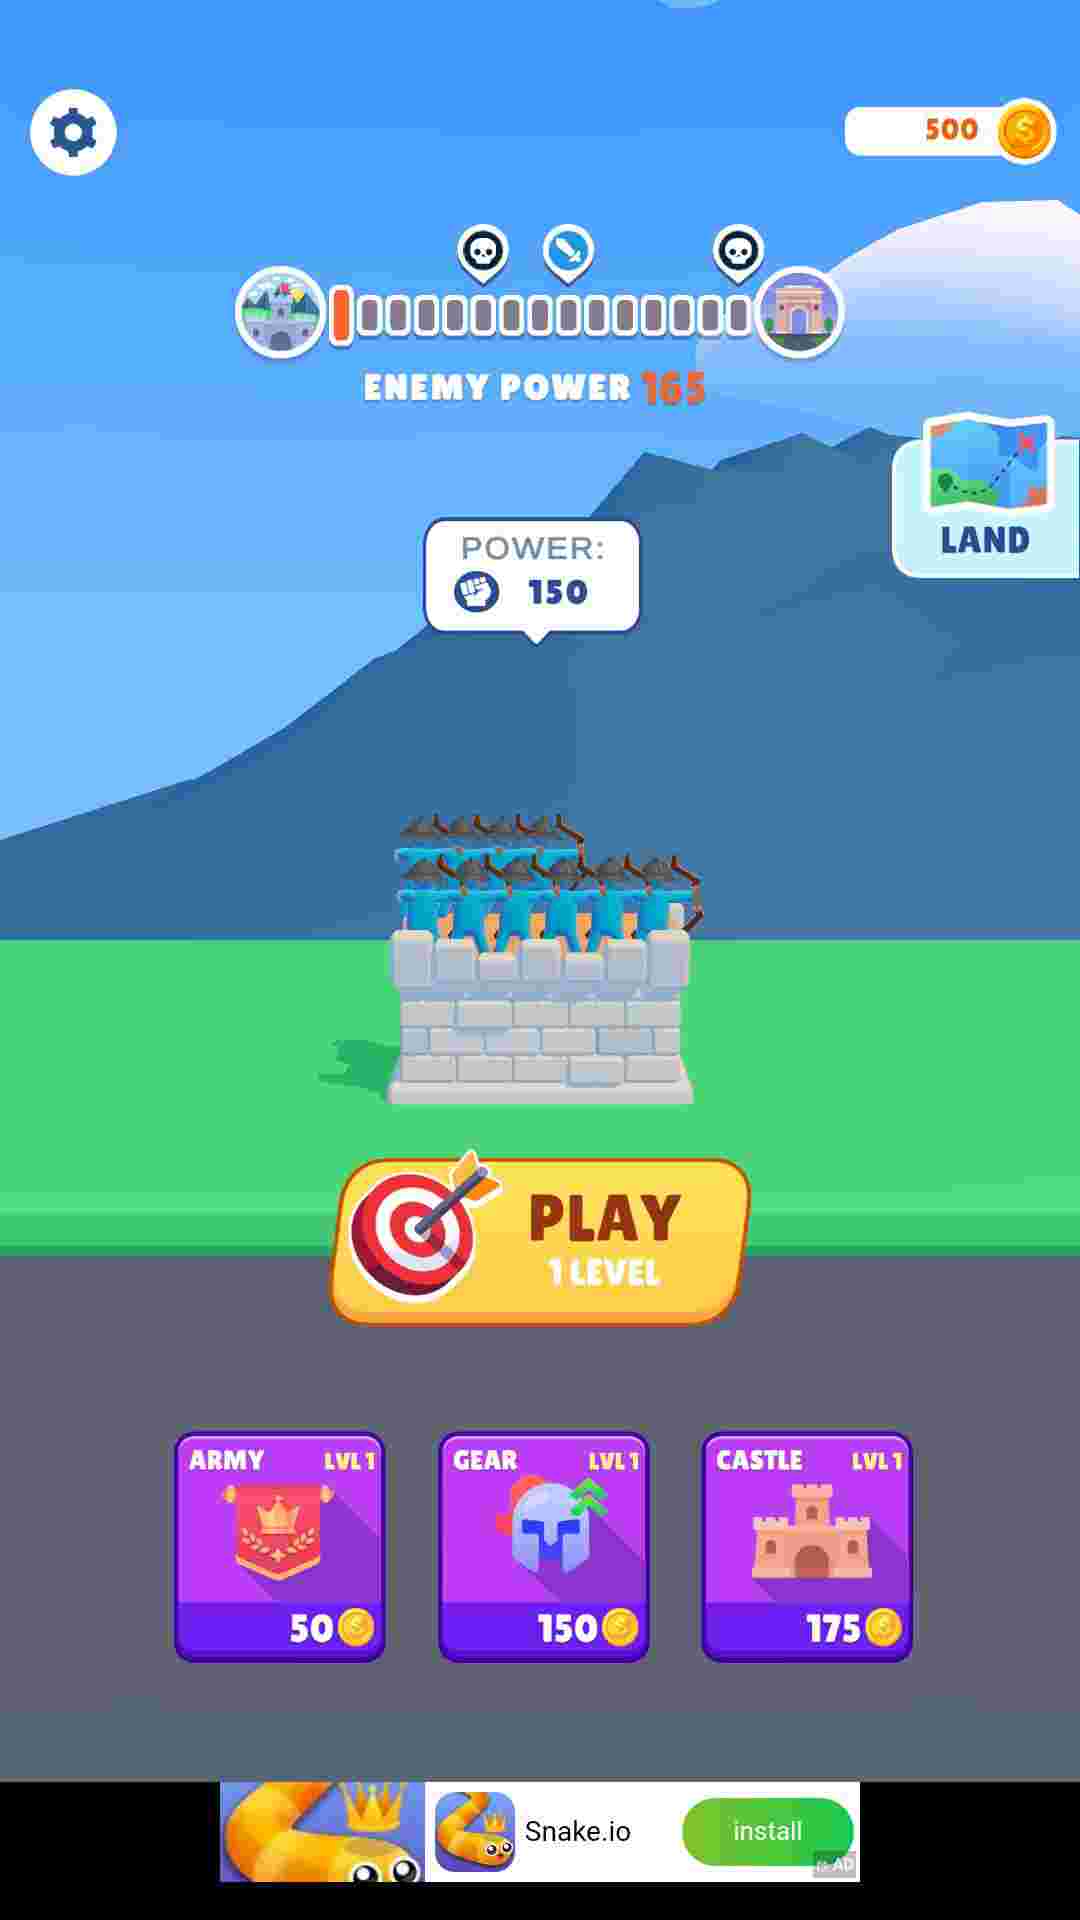 500
ENEMY POWER 165
LAND
POWER:
150
PLAY
1 LEVEL
ARMY LVL 1
GEAR LVL 1
CASTLE LVL 1
50
150
175
Snake.io
install
AD